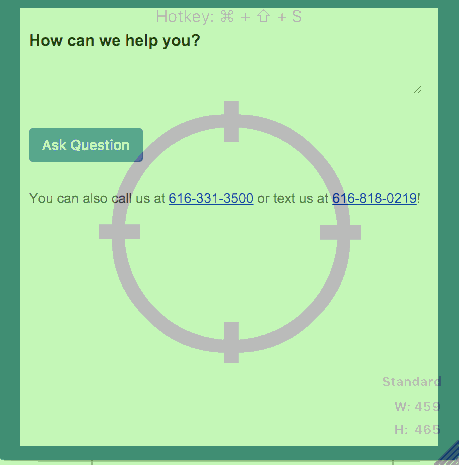 Hotkey: ⌘ + ⇧ + S
How can we help you?
Ask Question
You can also call us at 616-331-3500 or text us at 616-818-0219!
Standard
W: 459
H: 465